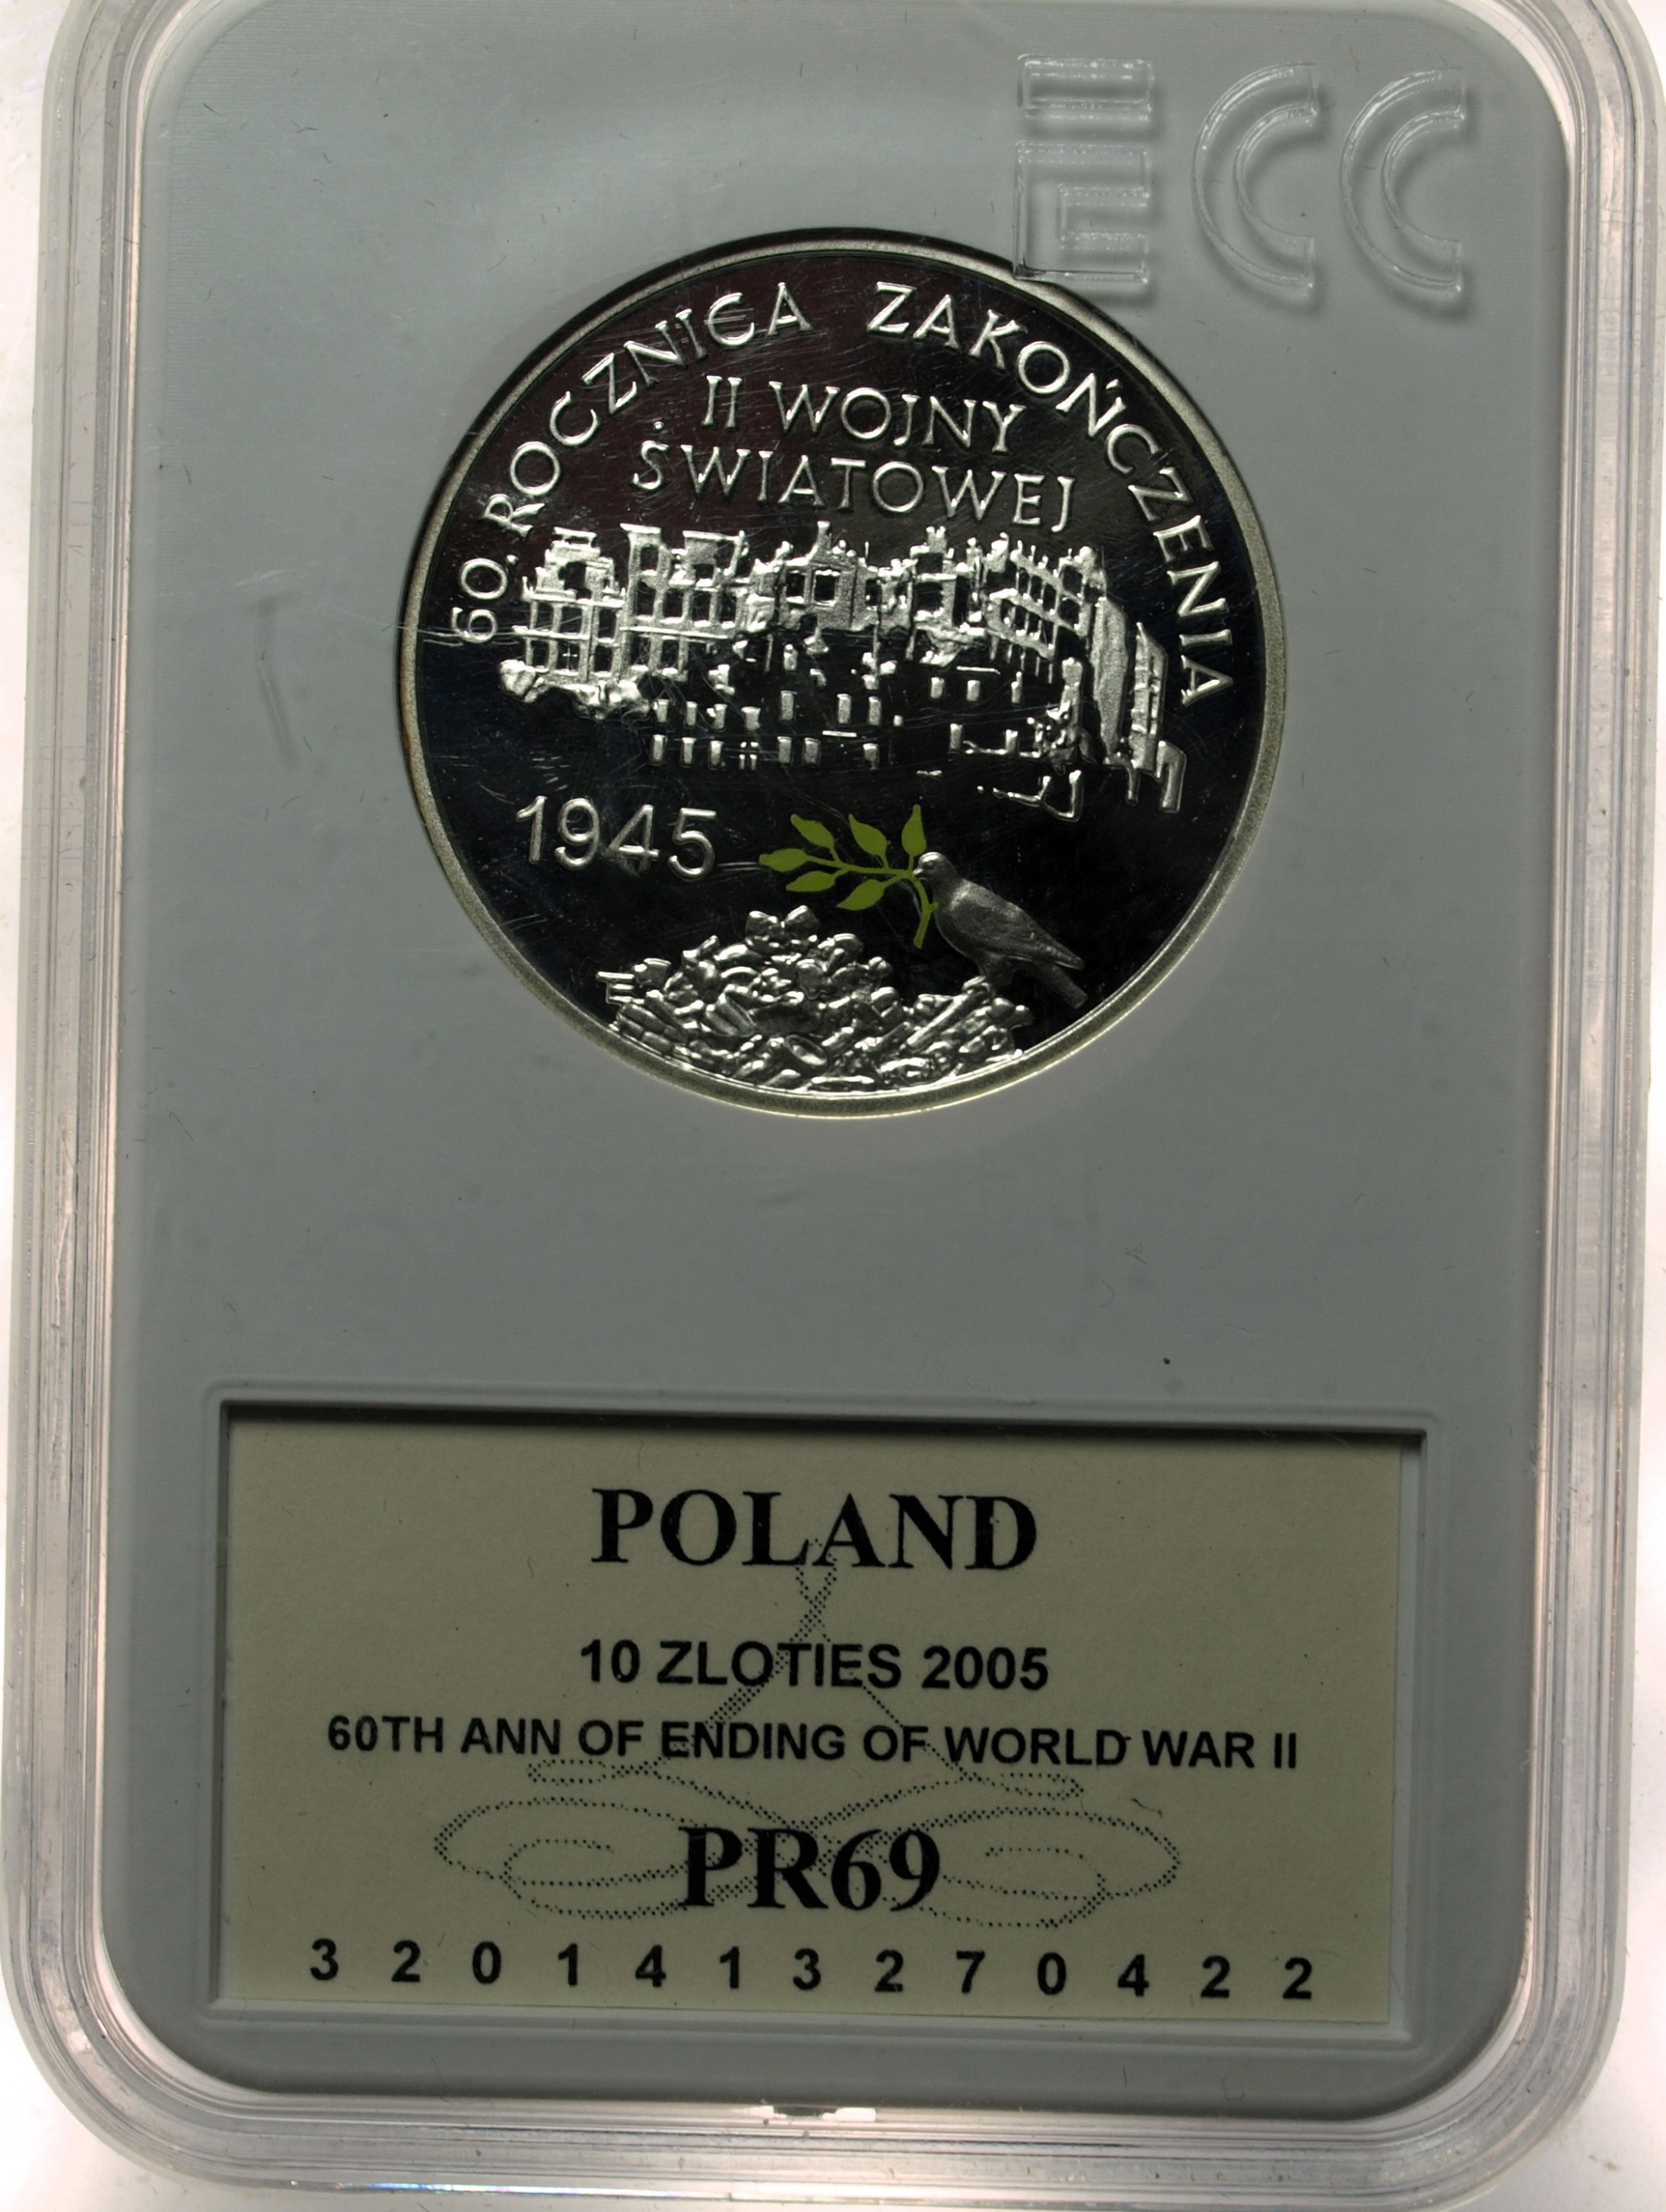 ECC
60. ROCZNICA ZAKOŃCZENIA
II WOJNY
ŚWIATOWEJ
1945
POLAND
10 ZLOTIES 2005
60TH ANN OF ENDING OF WORLD WAR II
PR69
3 2 0 1 4 1 3 2 7 0 4 2 2